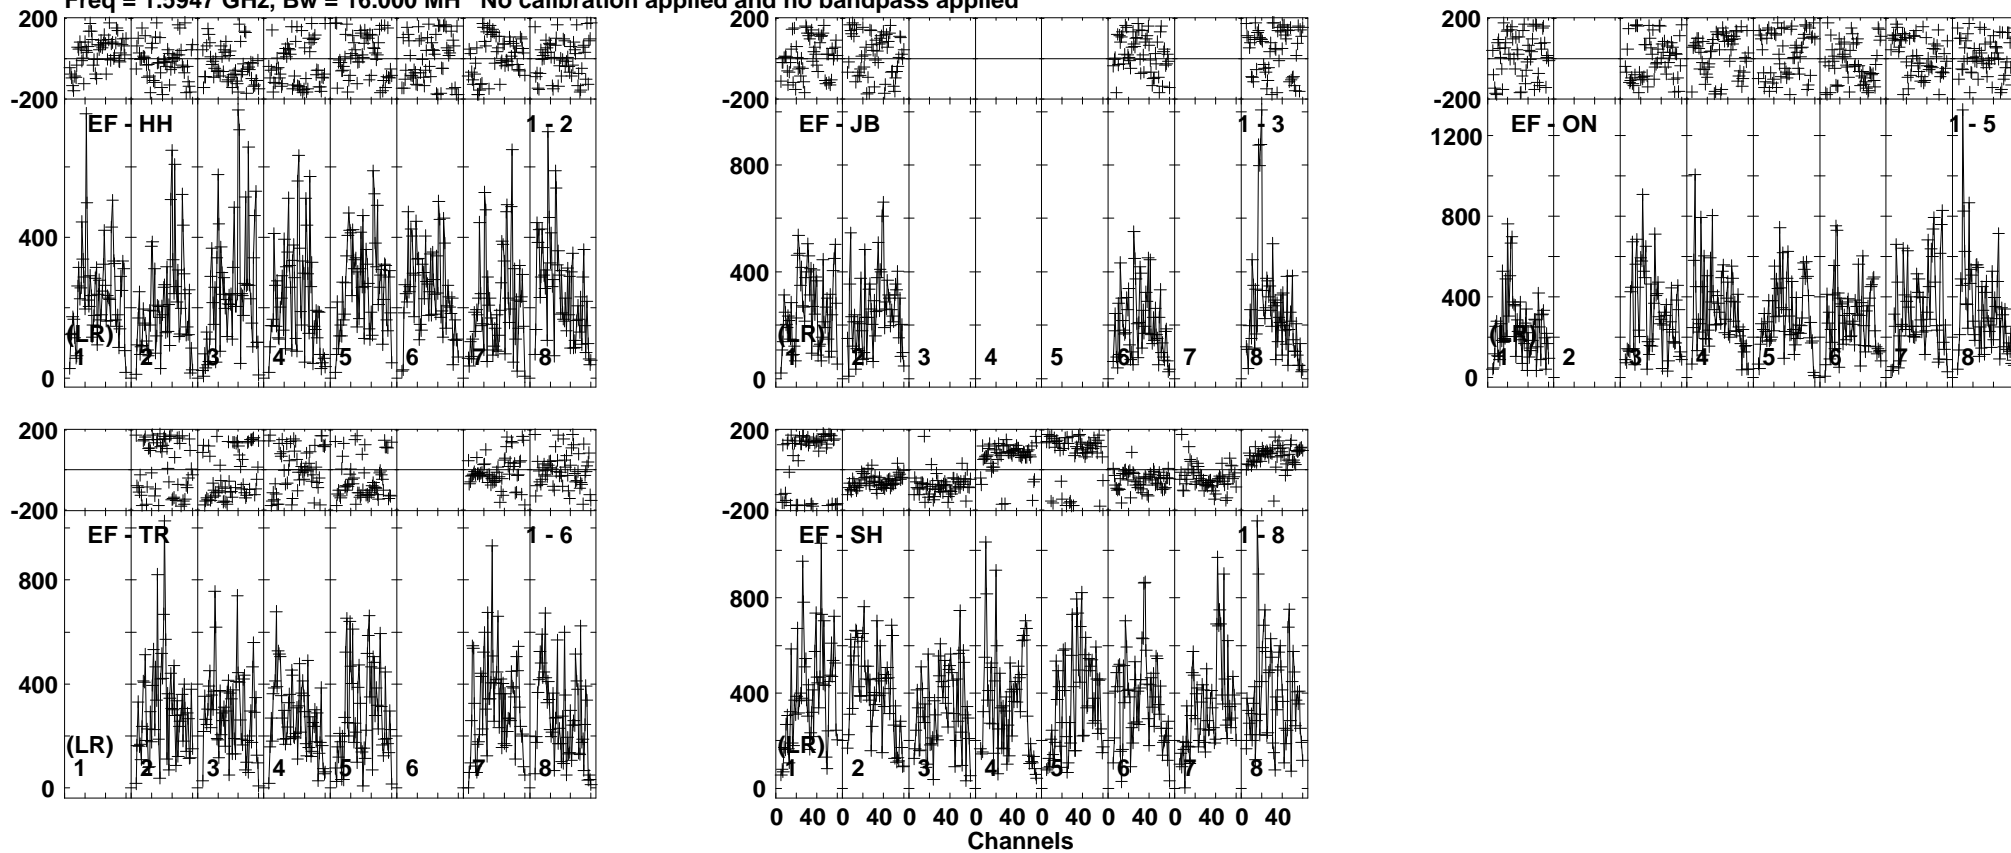 Freq = 1.5947 GHz, Bw = 16.000 MH No calibration applied and no bandpass applied
200 200 200
-200 -200 -200
EF - HH 1 - 2 EF - JB 1 - 3 EF - ON 1 - 5
1200
800 800
400 400 400
(LR) (LR) (LR)
1 2 3 4 5 6 7 8 1 2 3 4 5 6 7 8 1 2 3 4 5 6 7 8
0 0 0
200 200
-200 -200
EF - TR 1 - 6 EF - SH 1 - 8
800 800
400 400
(LR) (LR)
1 2 3 4 5 6 7 8 1 2 3 4 5 6 7 8
0 0
0 40 0 40 0 40 0 40 0 40 0 40 0 40 0 40
Channels